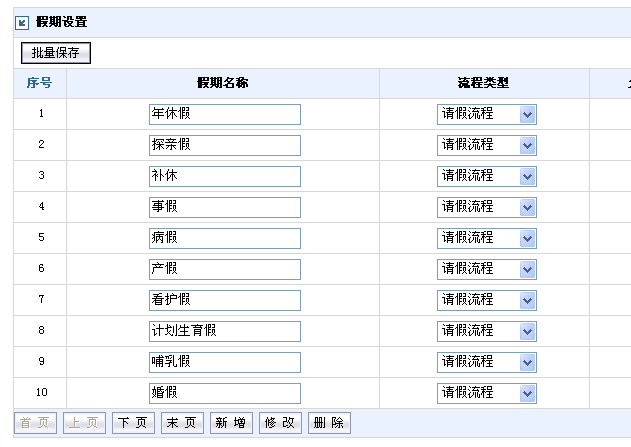 假期设置
批量保存
序号 假期名称 流程类型
1 年休假 请假流程
2 探亲假 请假流程
3 补休 请假流程
4 事假 请假流程
5 病假 请假流程
6 产假 请假流程
7 看护假 请假流程
8 计划生育假 请假流程
9 哺乳假 请假流程
10 婚假 请假流程
首页 上页 下页 末页 新增 修改 删除